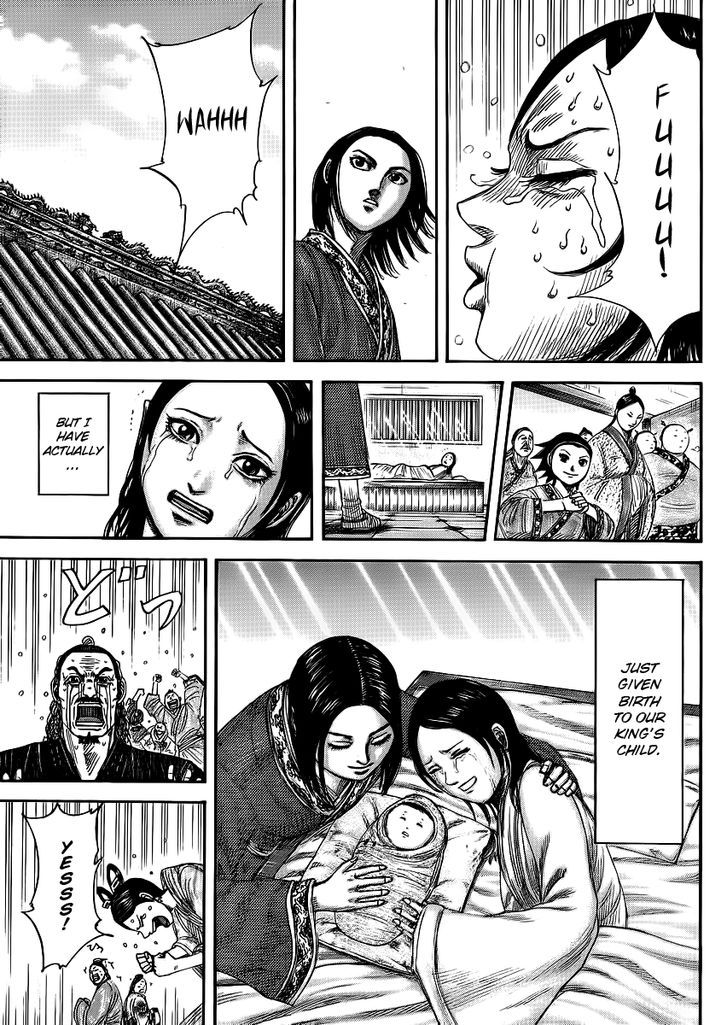 FUUUU!
WAHHH
BUT I
HAVE
ACTUALLY
...
JUST
GIVEN
BIRTH
TO OUR
KING'S
CHILD.
どっ
YESSS!